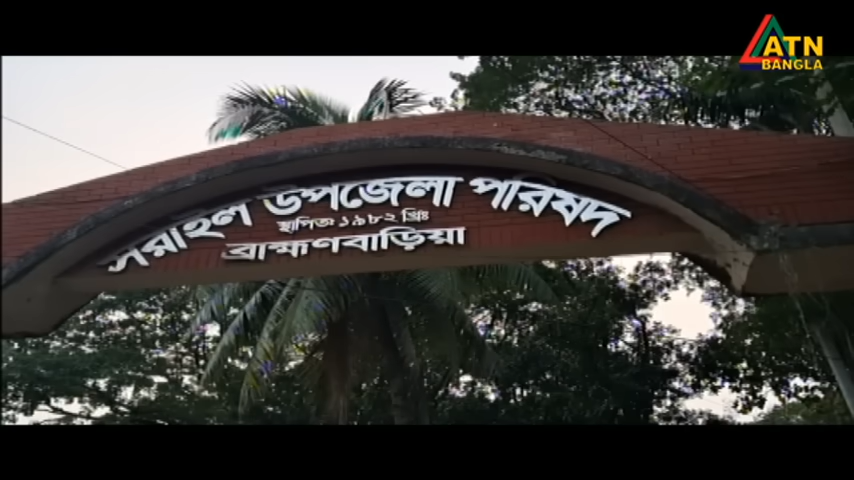 ATN
BANGLA
সরাইল উপজেলা পরিষদ
স্থাপিতঃ ১৯৮২ খ্রিঃ
ব্রাহ্মণবাড়িয়া